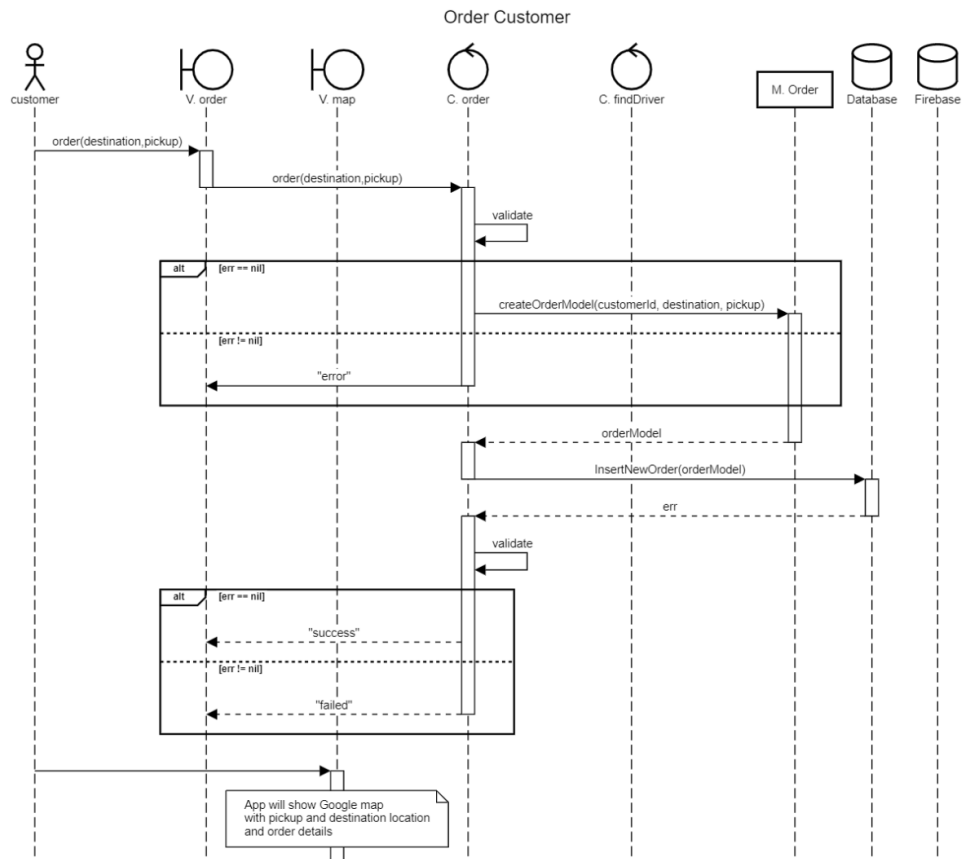 Order Customer
customer
V. order
V. map
C. order
C. findDriver
M. Order
Database
Firebase
order(destination,pickup)
order(destination,pickup)
validate
alt
[err == nil]
createOrderModel(customerId, destination, pickup)
[err != nil]
"error"
orderModel
InsertNewOrder(orderModel)
err
validate
alt
[err == nil]
"success"
[err != nil]
"failed"
App will show Google map
with pickup and destination location
and order details